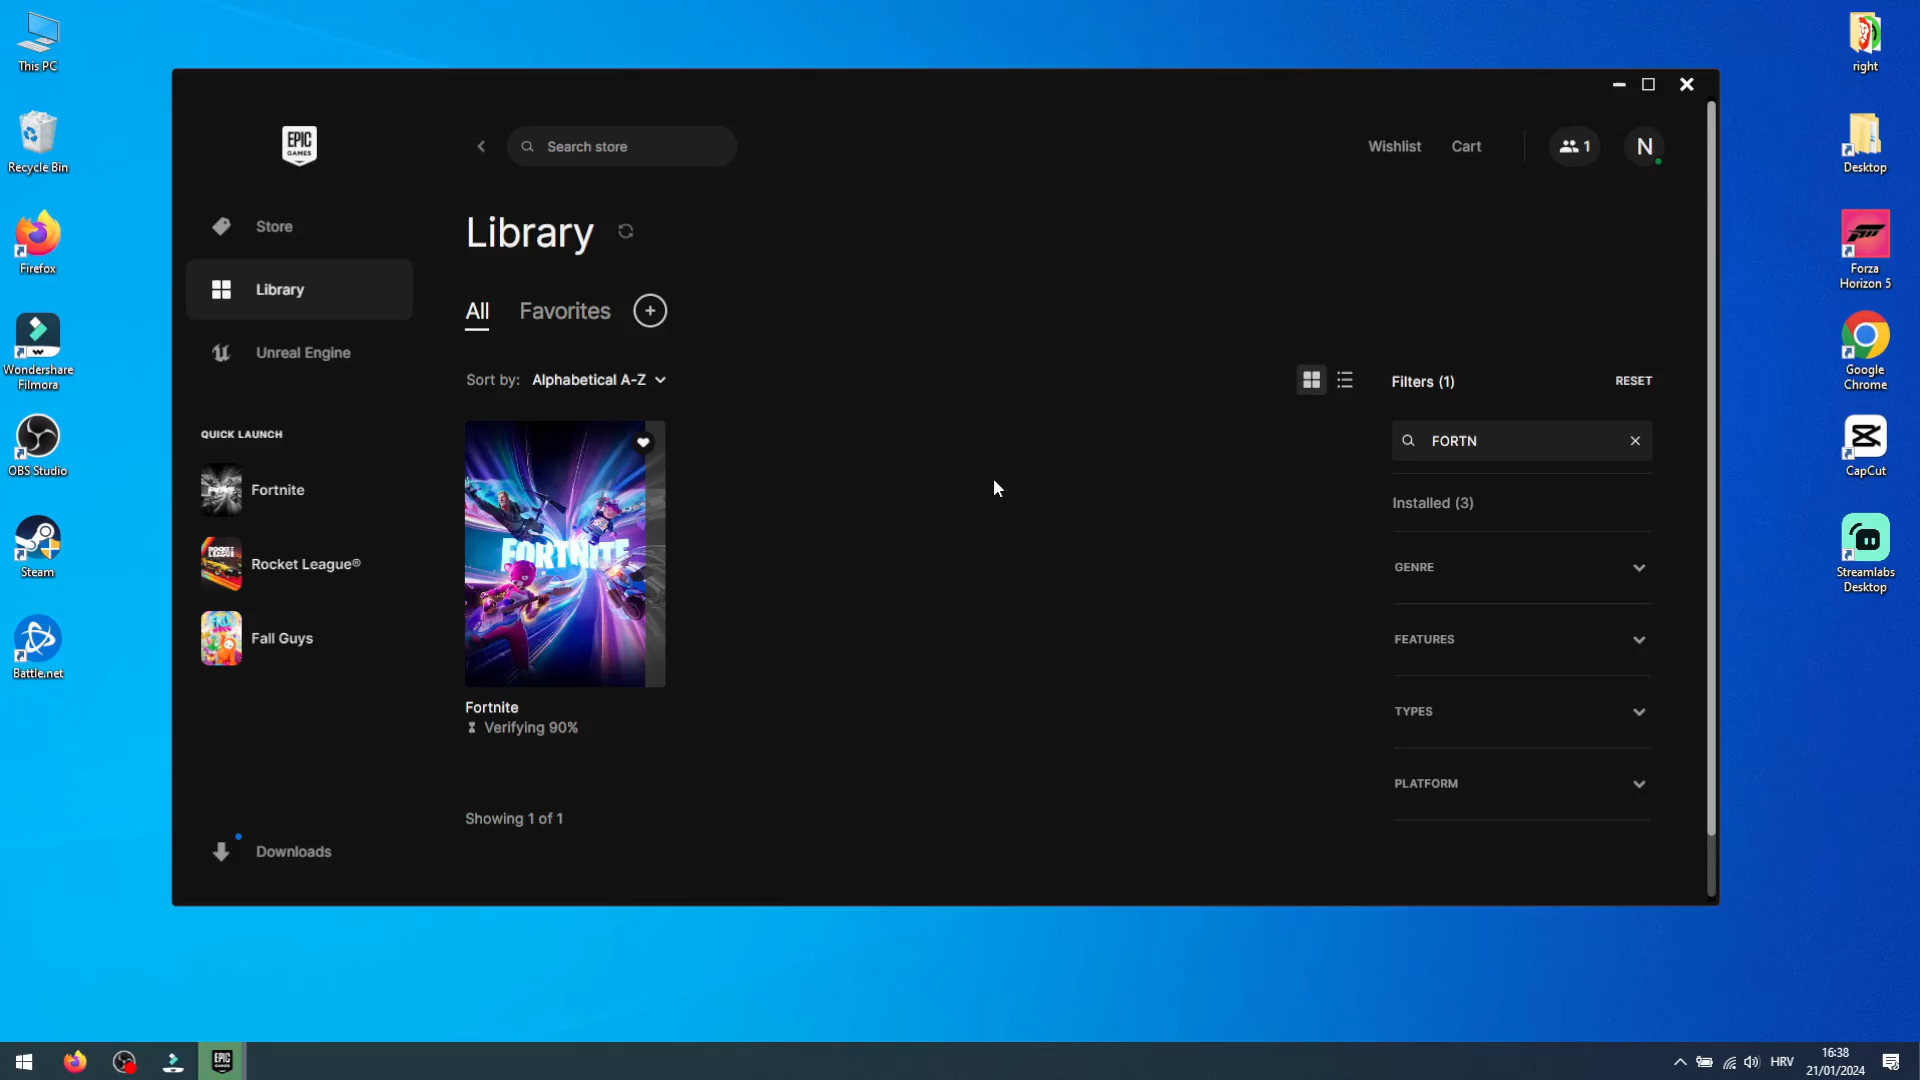 This PC
Recycle Bin
Firefox
Wondershare
Filmora
OBS Studio
Steam
Battle.net
EPIC
GAMES
Search store
Wishlist
Cart
1
N
Store
Library
Unreal Engine
QUICK LAUNCH
Fortnite
Rocket League®
Fall Guys
Downloads
Library
All
Favorites
Sort by: Alphabetical A-Z
FORTNITE
Fortnite
Verifying 90%
Showing 1 of 1
Filters (1)
RESET
FORTN
Installed (3)
GENRE
FEATURES
TYPES
PLATFORM
right
Desktop
Forza
Horizon 5
Google
Chrome
CapCut
Streamlabs
Desktop
EPIC
GAMES
HRV
16:38
21/01/2024